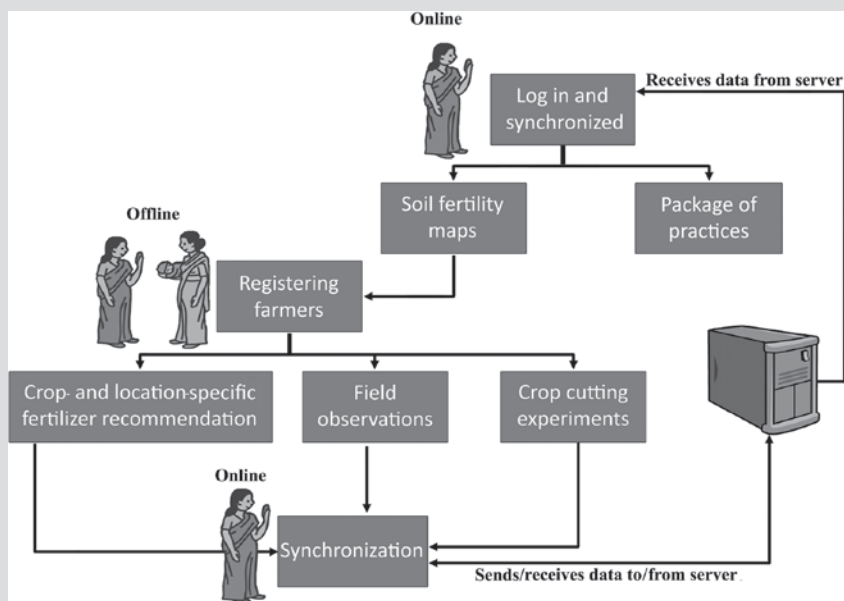 Online
Receives data from server
Log in and
synchronized
Soil fertility
maps
Package of
practices
Offline
Registering
farmers
Crop- and location-specific
fertilizer recommendation
Field
observations
Crop cutting
experiments
Online
Synchronization
Sends/receives data to/from server